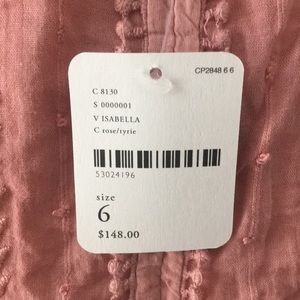 CP2848 6 6
C 8130
S 0000001
V ISABELLA
C rose/tyrie
53024196
size
6
$148.00